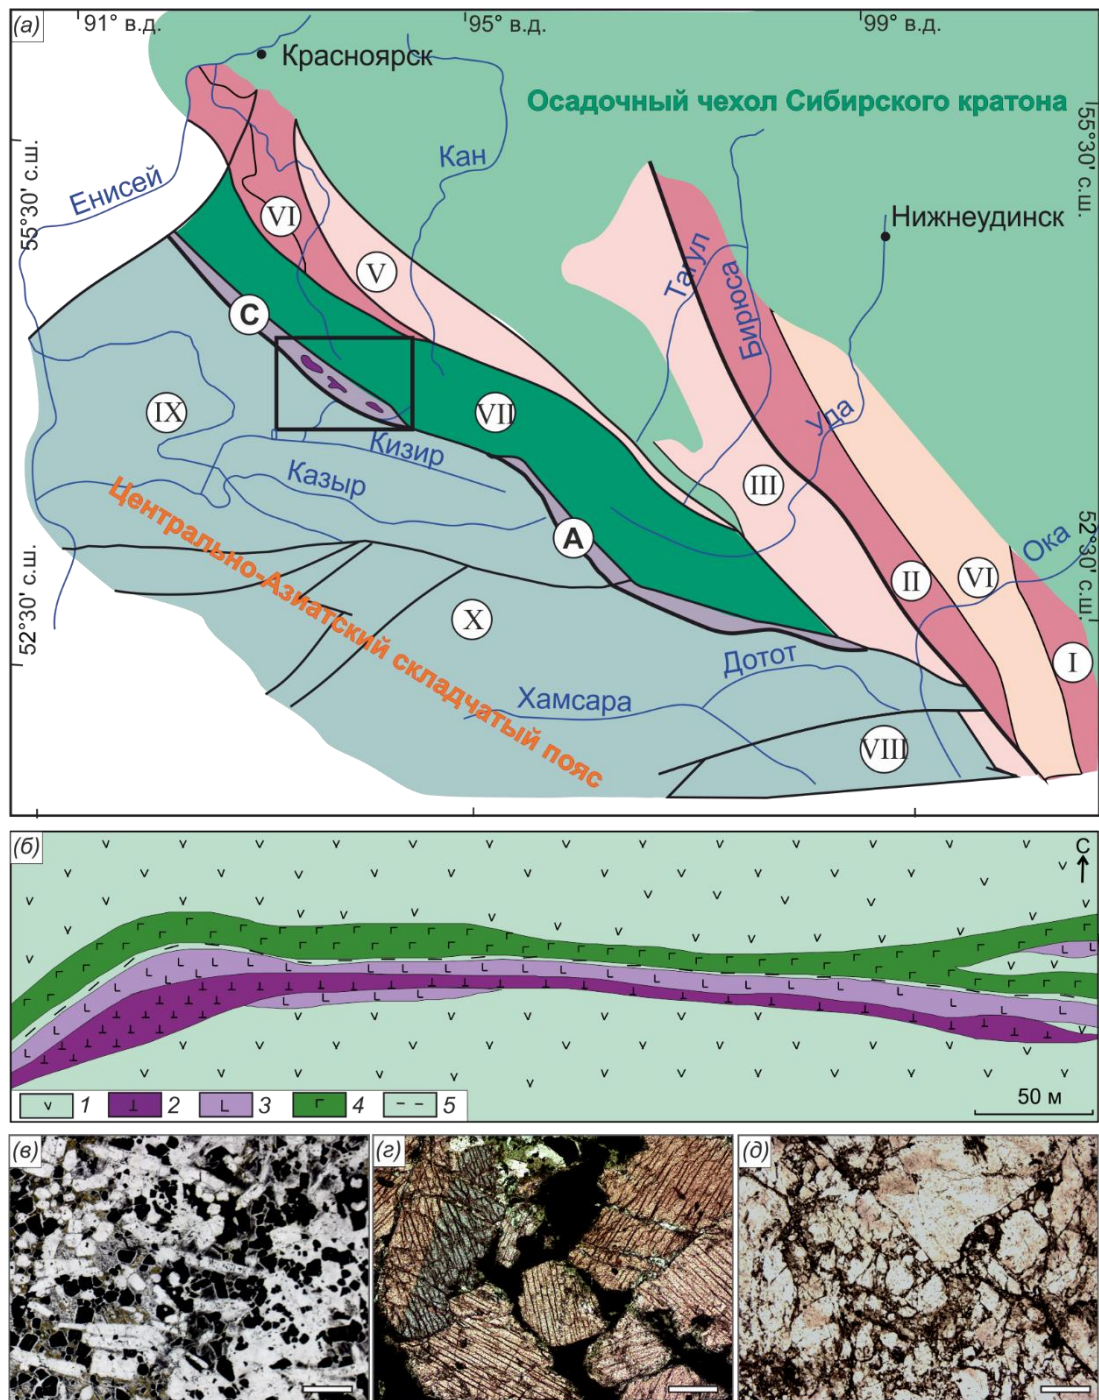 (а)
91° в.д.
95° в.д.
99° в.д.
Красноярск
Осадочный чехол Сибирского кратона
55°30' с.ш.
55°30' с.ш.
Кан
Енисей
VI
Нижнеудинск
V
Тагул
Бирюса
C
IX
VII
Уда
Кизир
Казыр
III
Центрально-Азиатский складчатый пояс
A
Ока
52°30' с.ш.
52°30' с.ш.
II
VI
X
I
Дотот
Хамсара
VIII
(б)
С
1
2
3
4
5
50 м
(в)
(г)
(д)